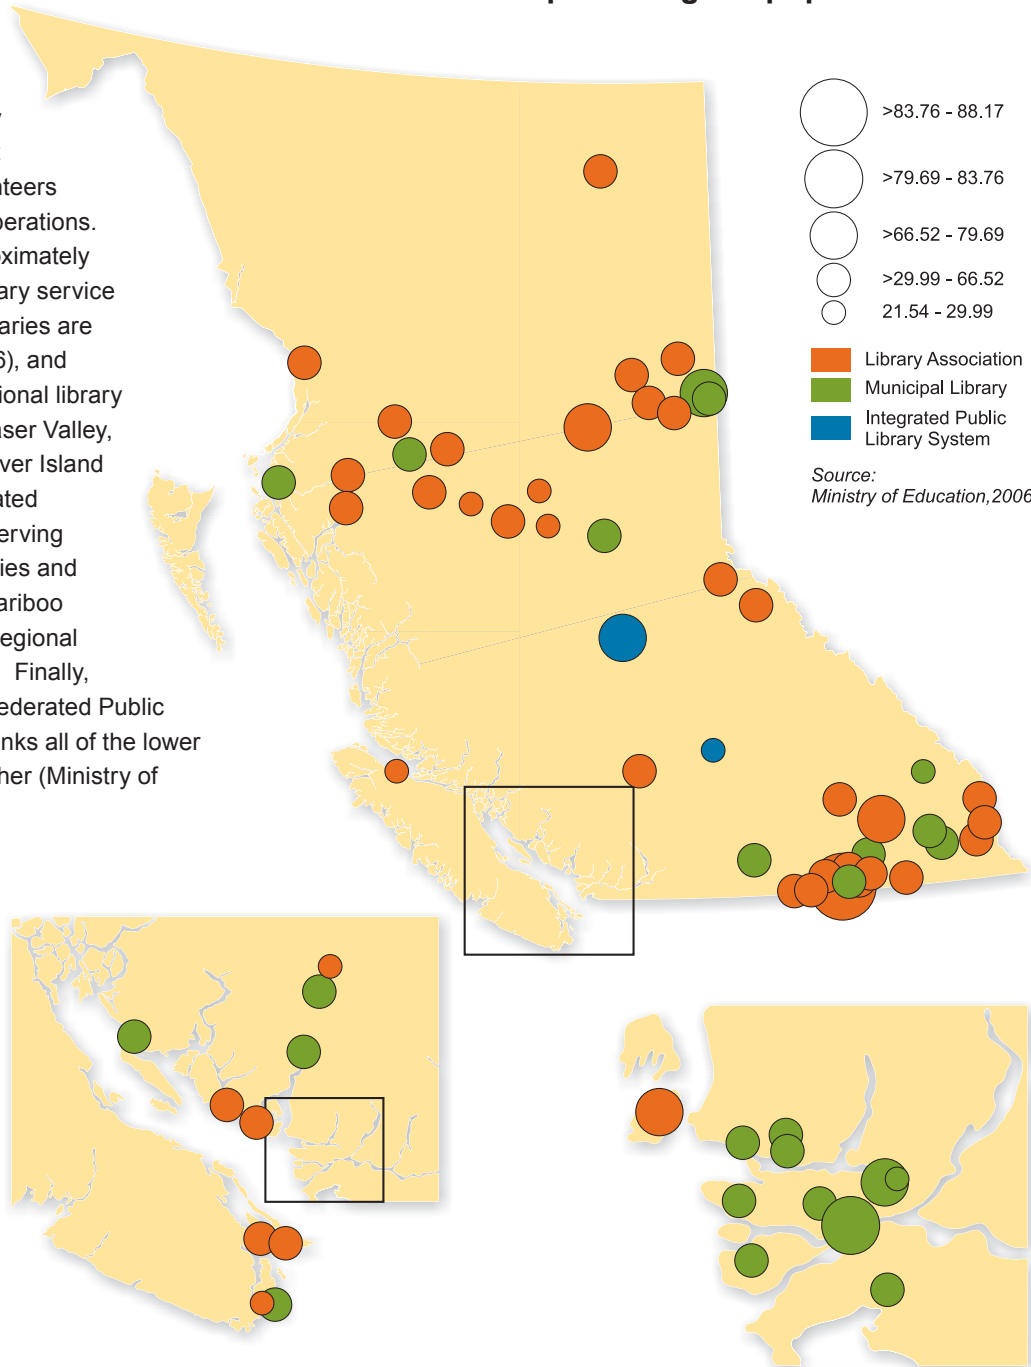 nteers
perations.
oximately
ary service
aries are
6), and
ional library
aser Valley,
ver Island
ated
erving
ies and
ariboo
egional
Finally,
ederated Public
nks all of the lower
her (Ministry of
>83.76 - 88.17
>79.69 - 83.76
>66.52 - 79.69
>29.99 - 66.52
21.54 - 29.99
Library Association
Municipal Library
Integrated Public
Library System
Source:
Ministry of Education,2006